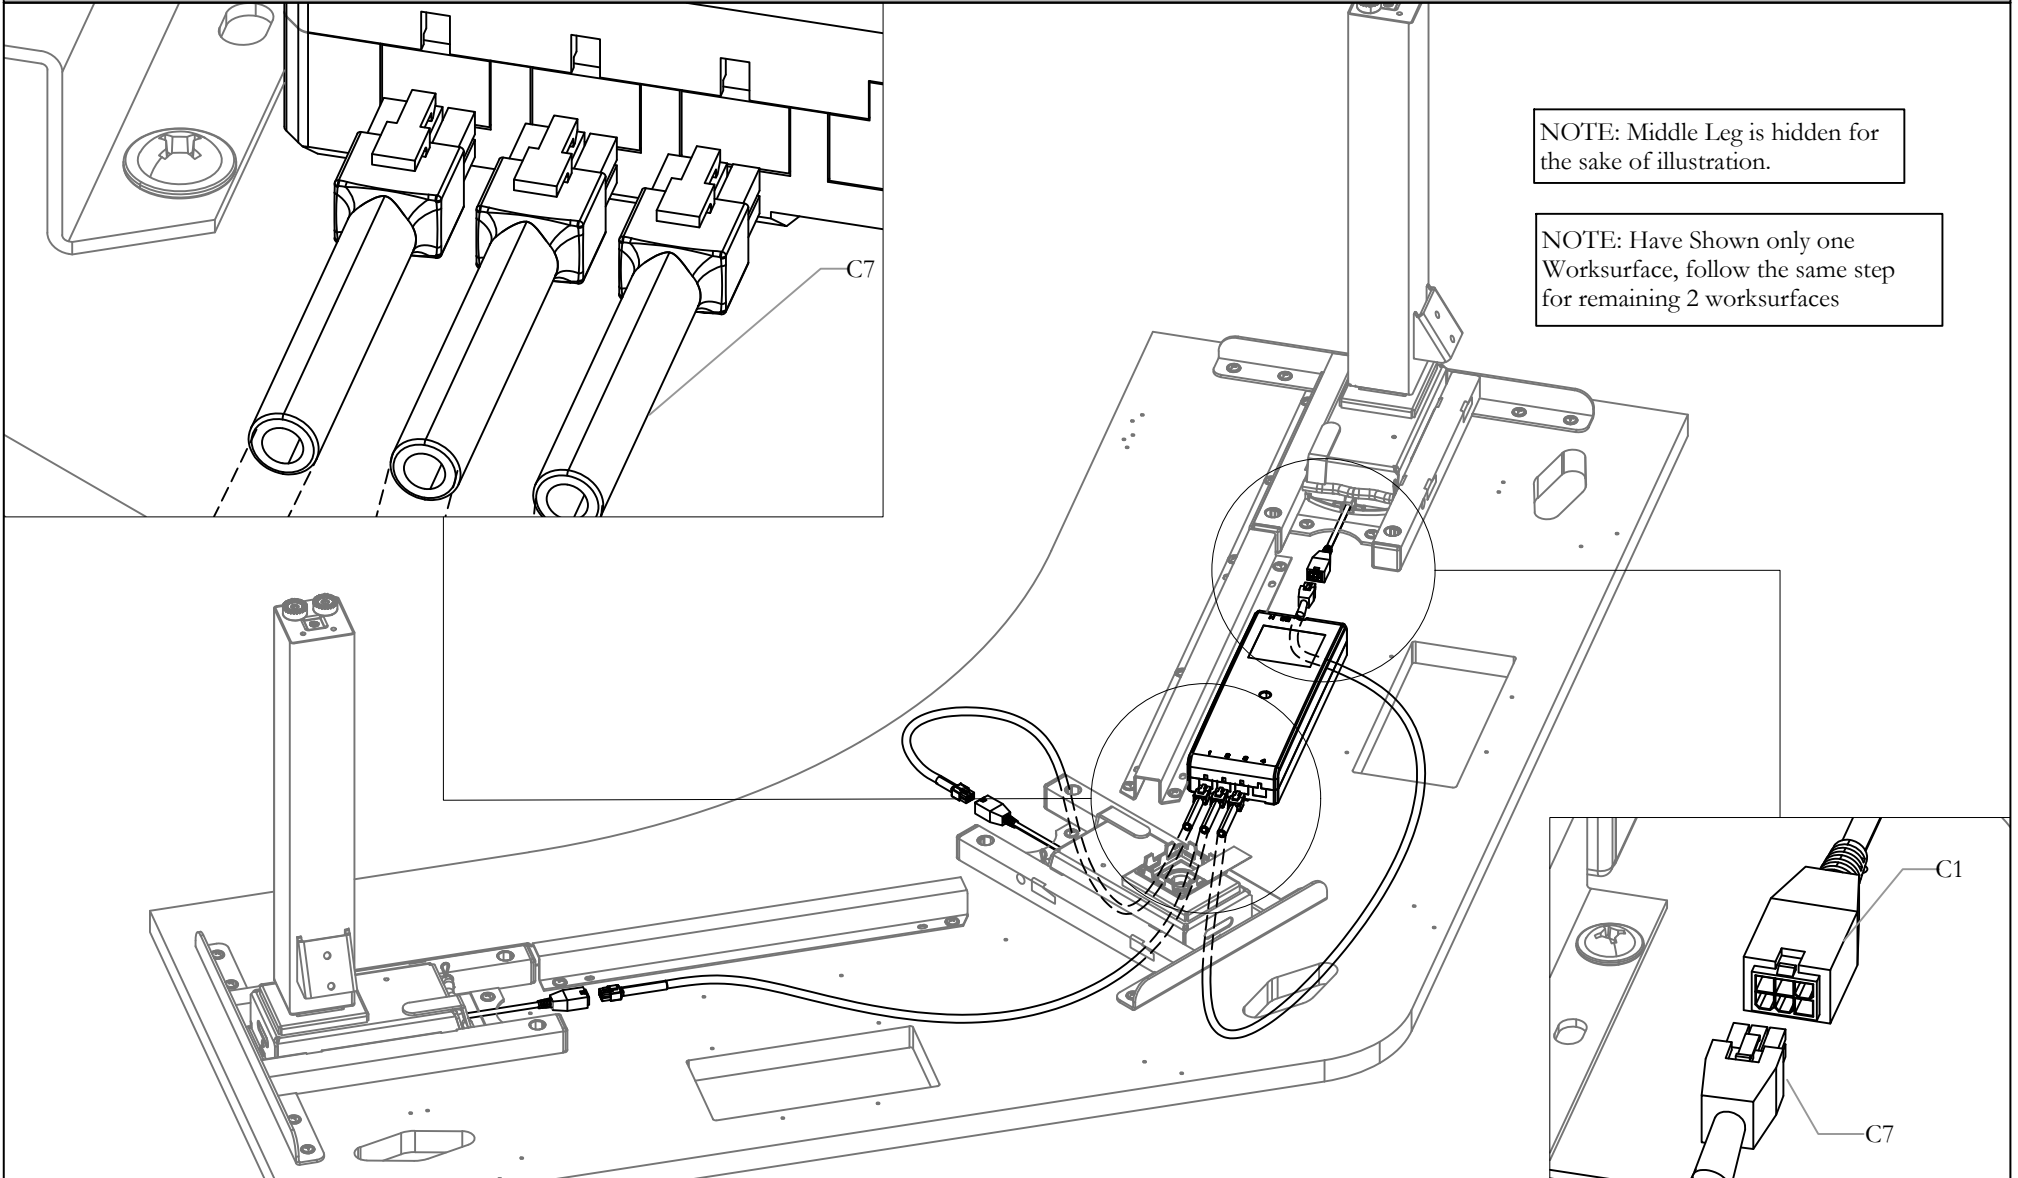 C7
NOTE: Middle Leg is hidden for
the sake of illustration.
NOTE: Have Shown only one
Worksurface, follow the same step
for remaining 2 worksurfaces
C1
C7